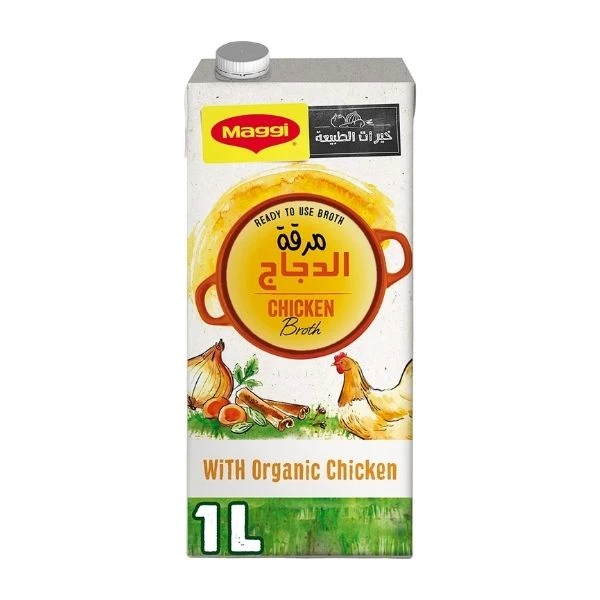 Maggi
خيرات الطبيعة
READY TO USE BROTH
مرقة
الدجاج
CHICKEN
Broth
WiTH Organic Chicken
1L